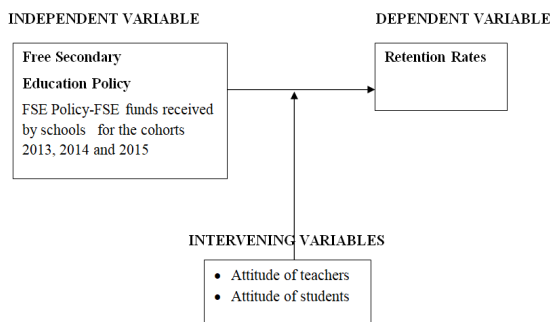 INDEPENDENT VARIABLE
DEPENDENT VARIABLE
Free Secondary
Education Policy
FSE Policy-FSE funds received
by schools for the cohorts
2013, 2014 and 2015
Retention Rates
INTERVENING VARIABLES
• Attitude of teachers
• Attitude of students